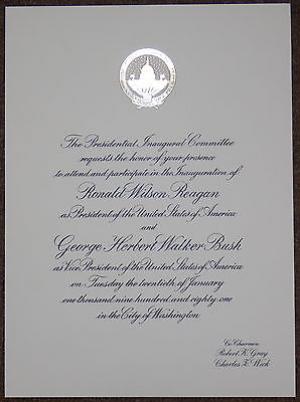 The Presidential Inaugural Committee
requests the honor of your presence
to attend and participate in the Inauguration of
Ronald Wilson Reagan
as President of the United States of America
and
George Herbert Walker Bush
as Vice President of the United States of America
on Tuesday the twentieth of January
one thousand nine hundred and eighty one
in the City of Washington
Co Chairmen
Robert K. Gray
Charles Z. Wick